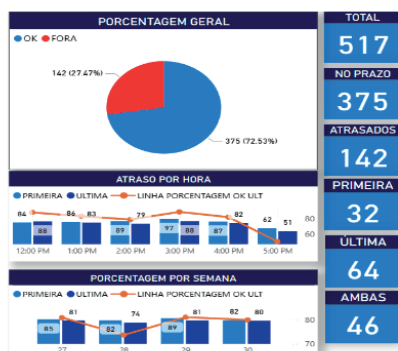 PORCENTAGEM GERAL
OK FORA
142 (27.47%)
375 (72.53%)
TOTAL
517
NO PRAZO
375
ATRASADOS
142
PRIMEIRA
32
ÚLTIMA
64
AMBAS
46
ATRASO POR HORA
PRIMEIRA ULTIMA LINHA PORCENTAGEM OK ULT
84 86 83 79 82 62 51 80
88 89 97 88 87 60
12:00 PM 1:00 PM 2:00 PM 3:00 PM 4:00 PM 5:00 PM
PORCENTAGEM POR SEMANA
PRIMEIRA ULTIMA LINHA PORCENTAGEM OK ULT
81 74 81 82 80 80
85 82 89 70
27 28 29 30